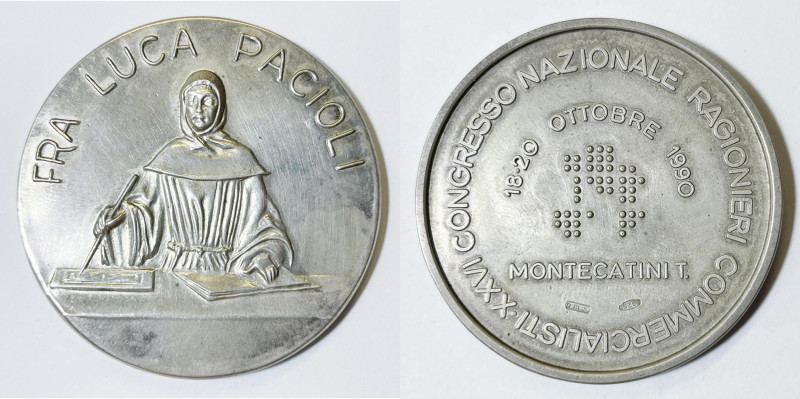 FRA LUCA PACIOLI
XXVI CONGRESSO NAZIONALE RAGIONIERI COMMERCIALISTI·
18-20 OTTOBRE 1990
MONTECATINI T.